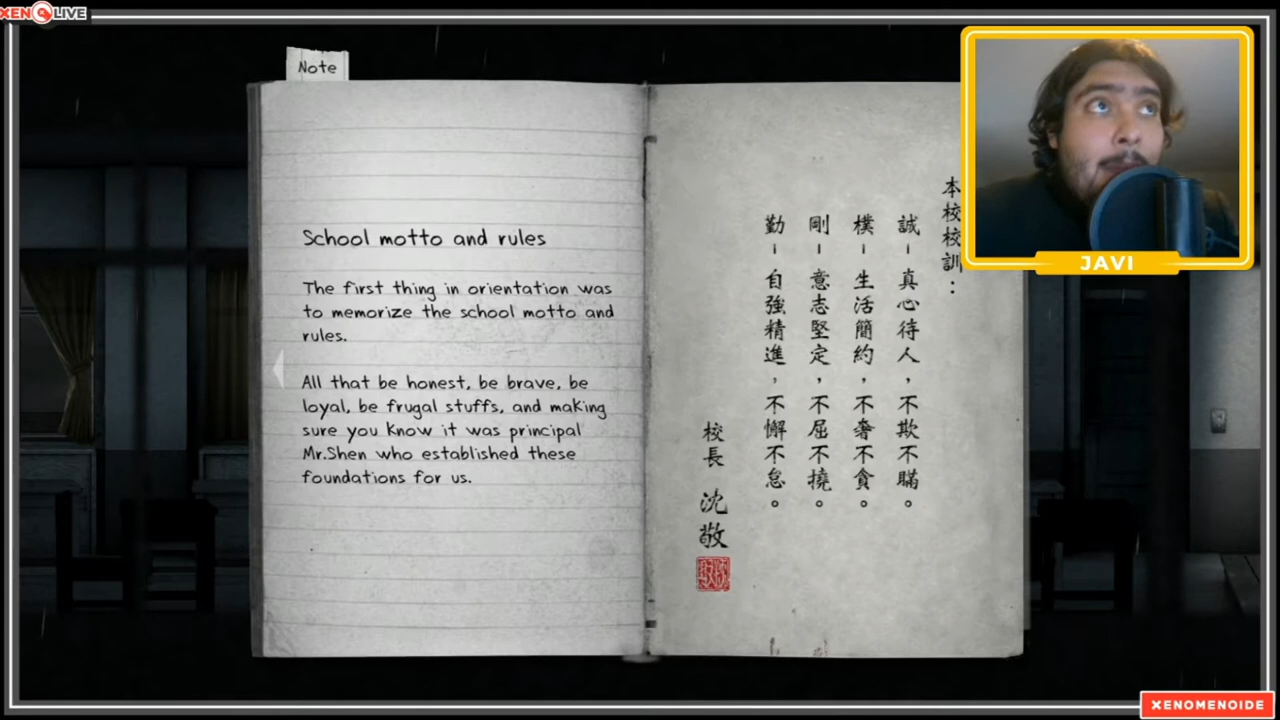 XEN LIVE
Note
School motto and rules
The first thing in orientation was
to memorize the school motto and
rules.
All that be honest, be brave, be
loyal, be frugal stuffs, and making
sure you know it was principal
Mr.Shen who established these
foundations for us.
本校校訓：
誠－真心待人，不欺不瞞。
樸－生活簡約，不奢不貪。
剛－意志堅定，不屈不撓。
勤－自強精進，不懈不怠。
校長 沈敬
JAVI
XENOMENOIDE